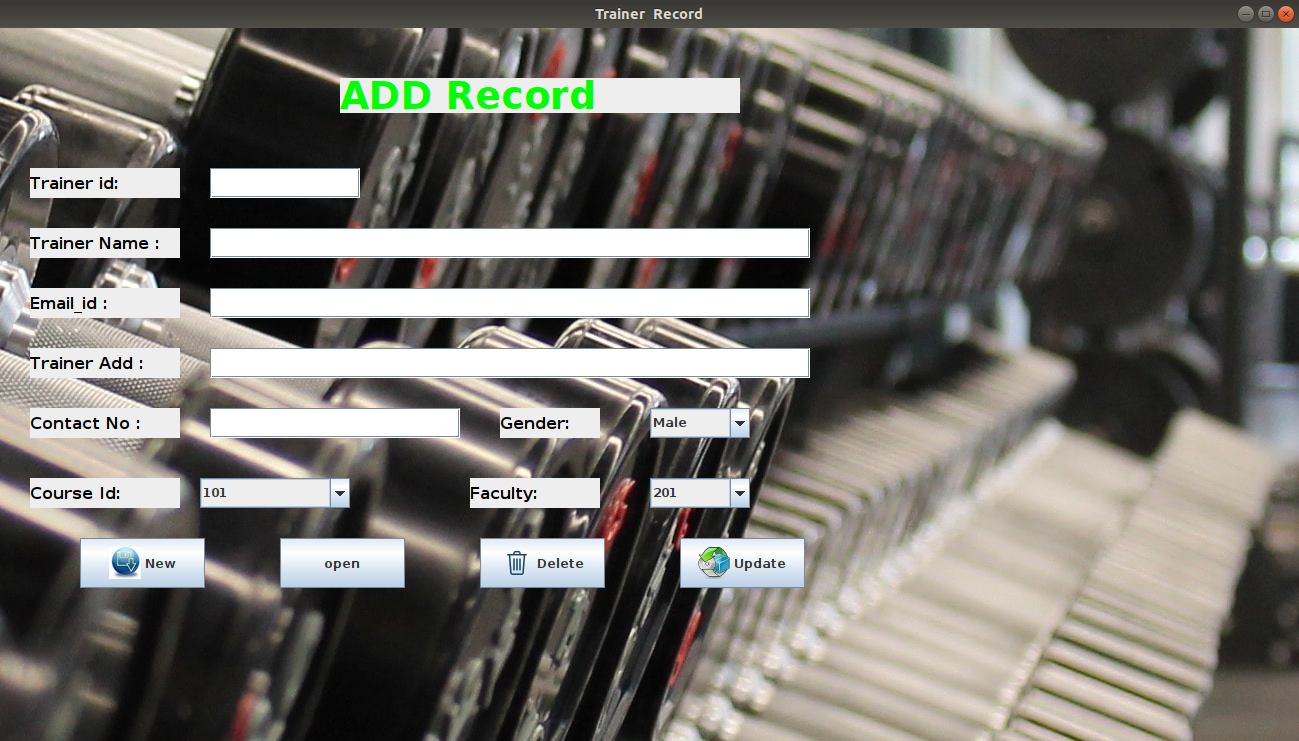 Trainer Record
ADD Record
Trainer id:
Trainer Name :
Email_id :
Trainer Add :
Contact No : Gender: Male
Course Id: 101 Faculty: 201
New open Delete Update